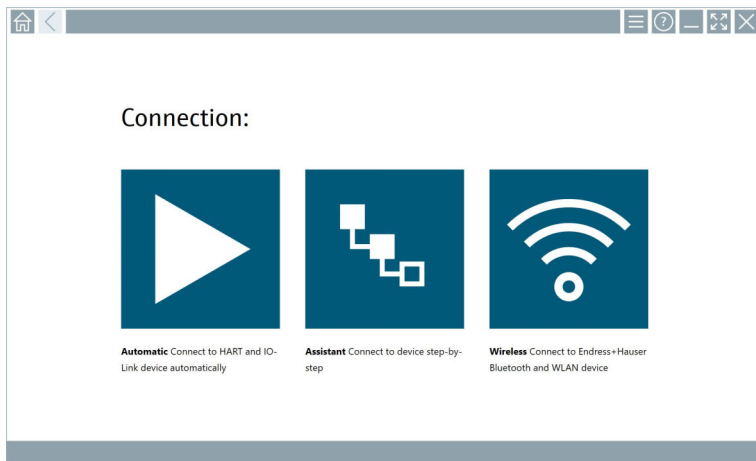 Connection:
Automatic Connect to HART and IO-
Link device automatically
Assistant Connect to device step-by-
step
Wireless Connect to Endress+Hauser
Bluetooth and WLAN device